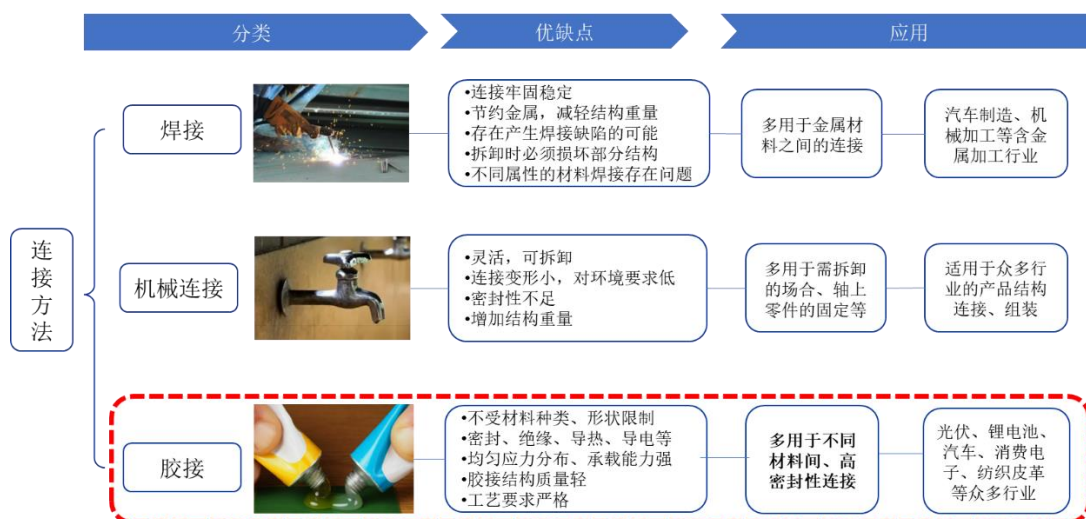 分类
优缺点
应用
连接方法
焊接
•连接牢固稳定
•节约金属，减轻结构重量
•存在产生焊接缺陷的可能
•拆卸时必须损坏部分结构
•不同属性的材料焊接存在问题
多用于金属材
料之间的连接
汽车制造、机
械加工等含金
属加工行业
机械连接
•灵活，可拆卸
•连接变形小，对环境要求低
•密封性不足
•增加结构重量
多用于需拆卸
的场合、轴上
零件的固定等
适用于众多行
业的产品结构
连接、组装
胶接
•不受材料种类、形状限制
•密封、绝缘、导热、导电等
•均匀应力分布、承载能力强
•胶接结构质量轻
•工艺要求严格
多用于不同
材料间、高
密封性连接
光伏、锂电池、
汽车、消费电
子、纺织皮革
等众多行业